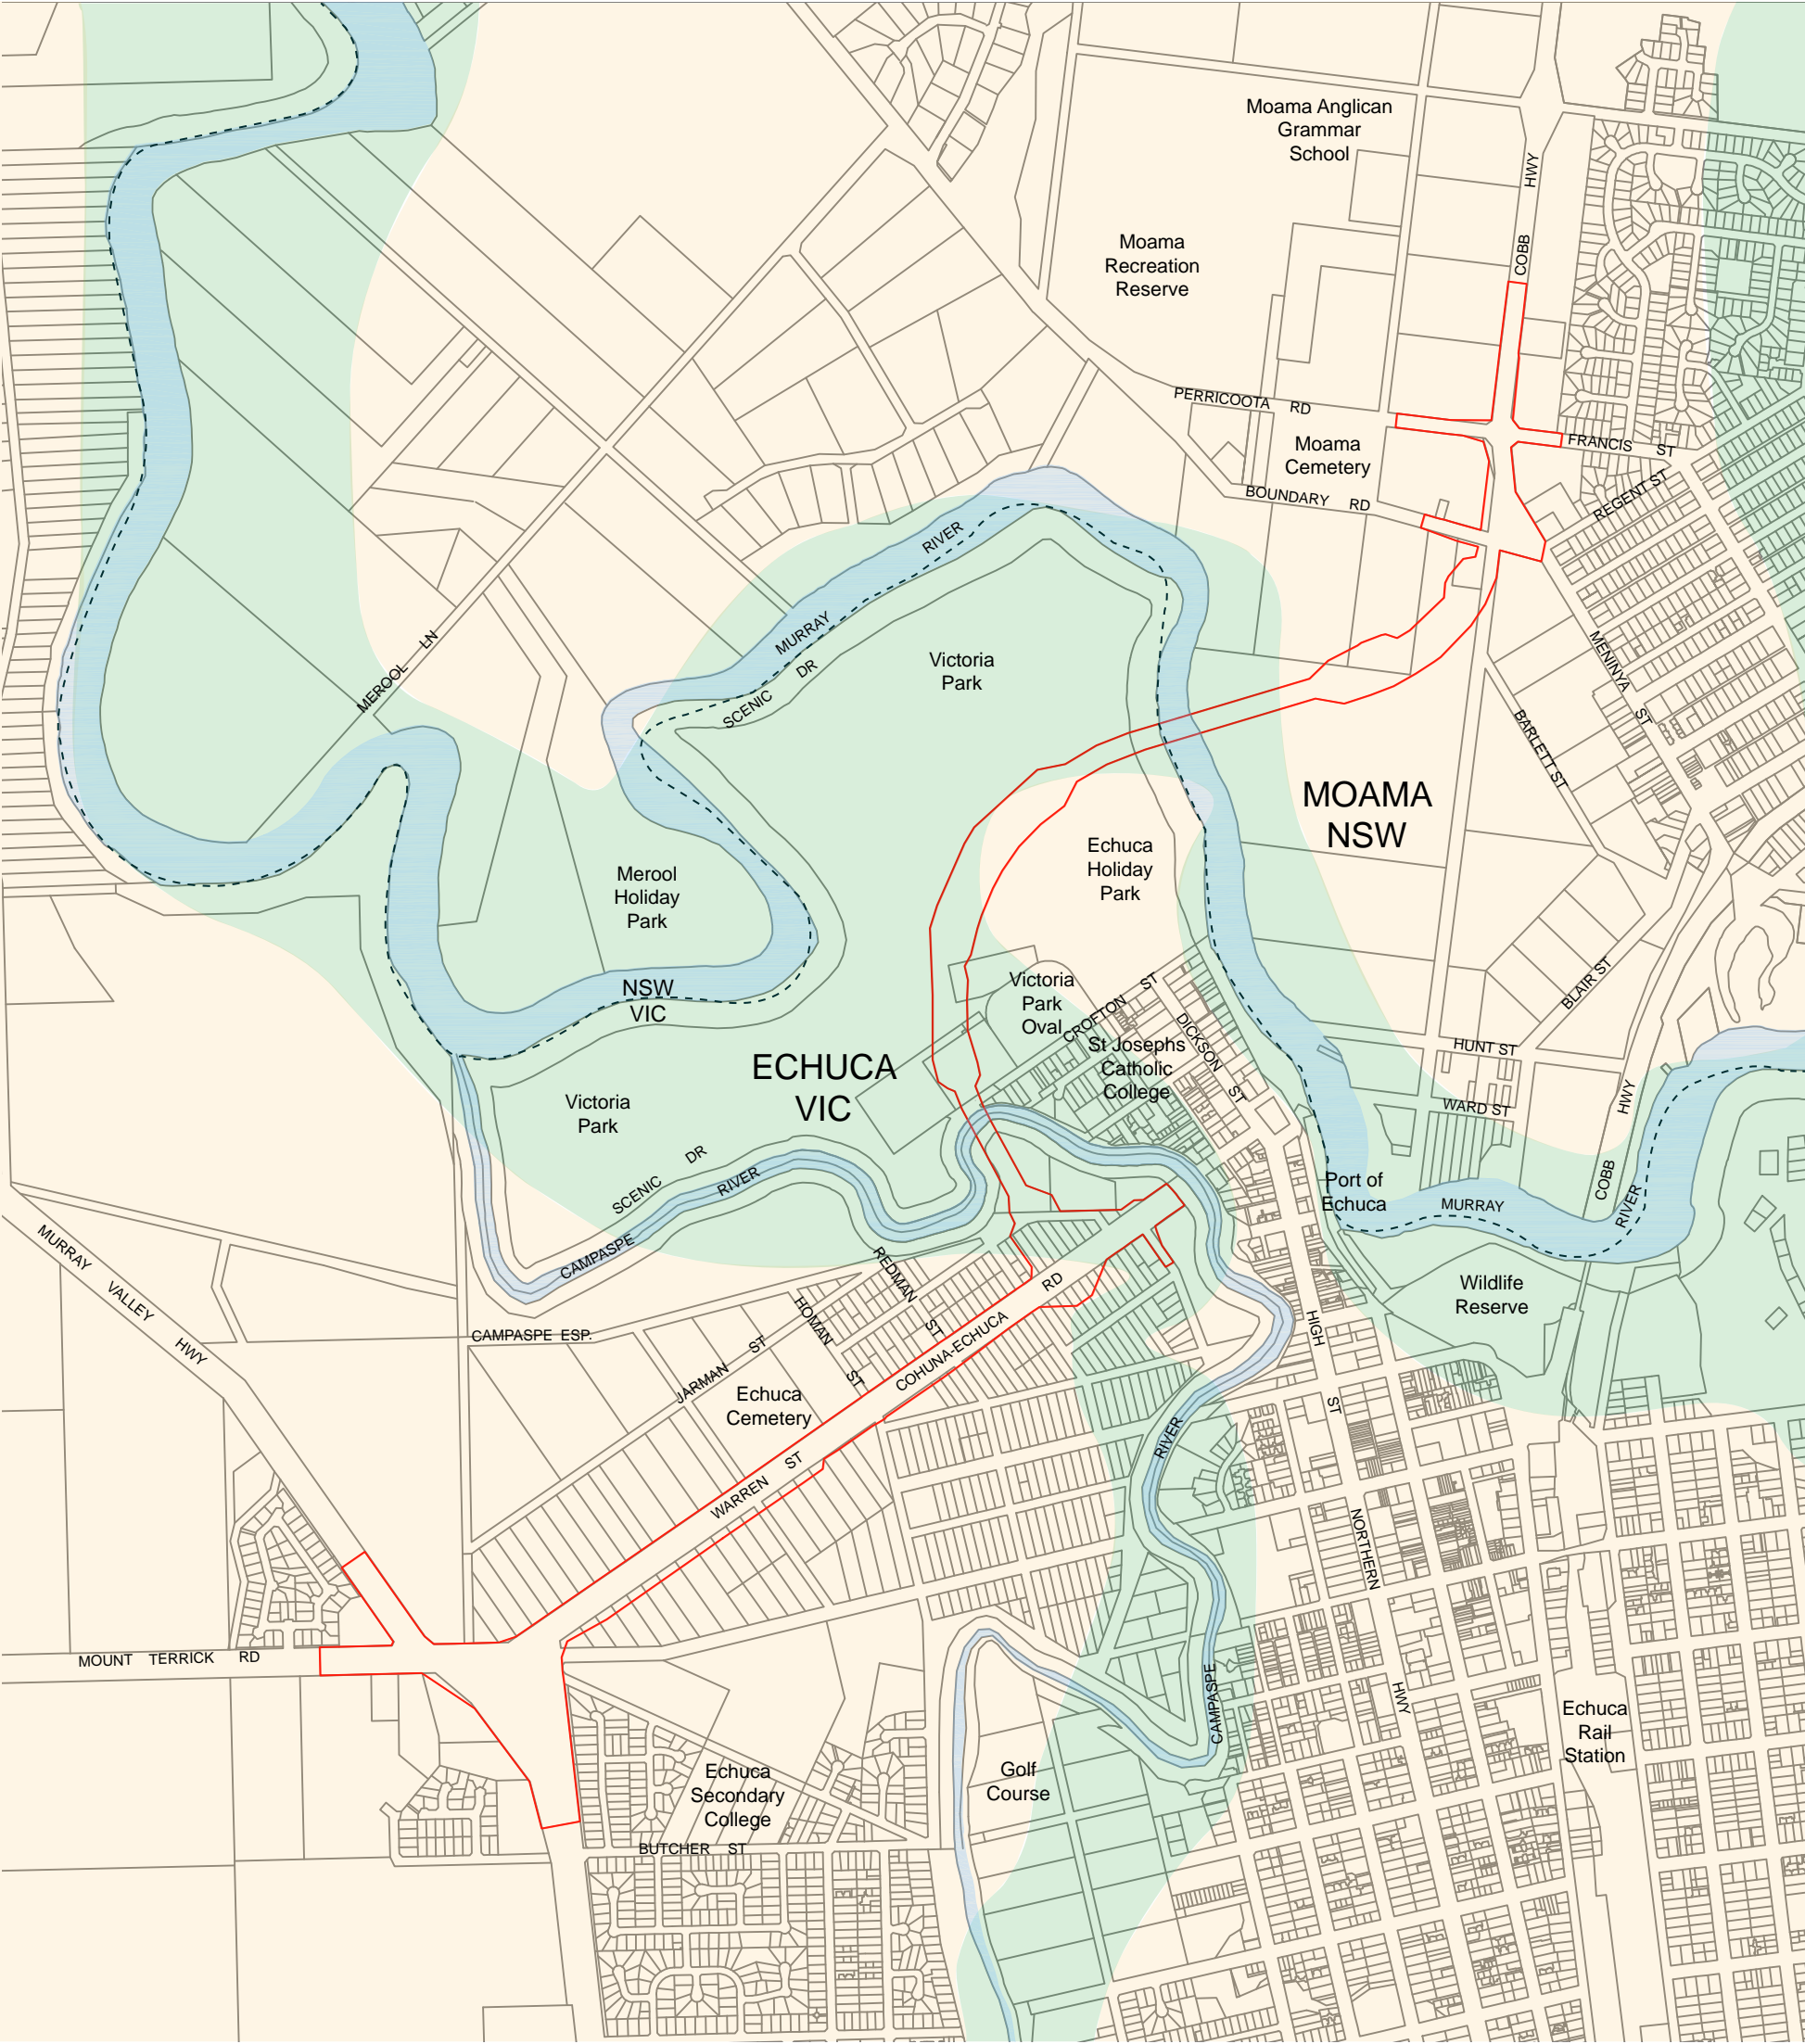 Moama Anglican
Grammar
School
HWY
COBB
Moama
Recreation
Reserve
PERRICOOTA RD
FRANCIS ST
Moama
Cemetery
REGENT ST
BOUNDARY RD
RIVER
MURRAY
SCENIC DR
Victoria
Park
MEROOL LN
MENINYA ST
BARLETT ST
MOAMA
NSW
Echuca
Holiday
Park
Merool
Holiday
Park
NSW
VIC
Victoria
Park
Oval
CROFTON ST
BLAIR ST
DICKSON ST
St Josephs
Catholic
College
HUNT ST
ECHUCA
VIC
Victoria
Park
WARD ST
HWY
COBB
SCENIC DR
RIVER
CAMPASPE
Port of
Echuca
MURRAY
RIVER
MURRAY VALLEY HWY
REDMAN ST
HOMAN ST
Wildlife
Reserve
CAMPASPE ESP.
JARMAN ST
COHUNA-ECHUCA RD
HIGH ST
Echuca
Cemetery
WARREN ST
RIVER
NORTHERN HWY
MOUNT TERRICK RD
CAMPASPE
Echuca
Rail
Station
Echuca
Secondary
College
Golf
Course
BUTCHER ST